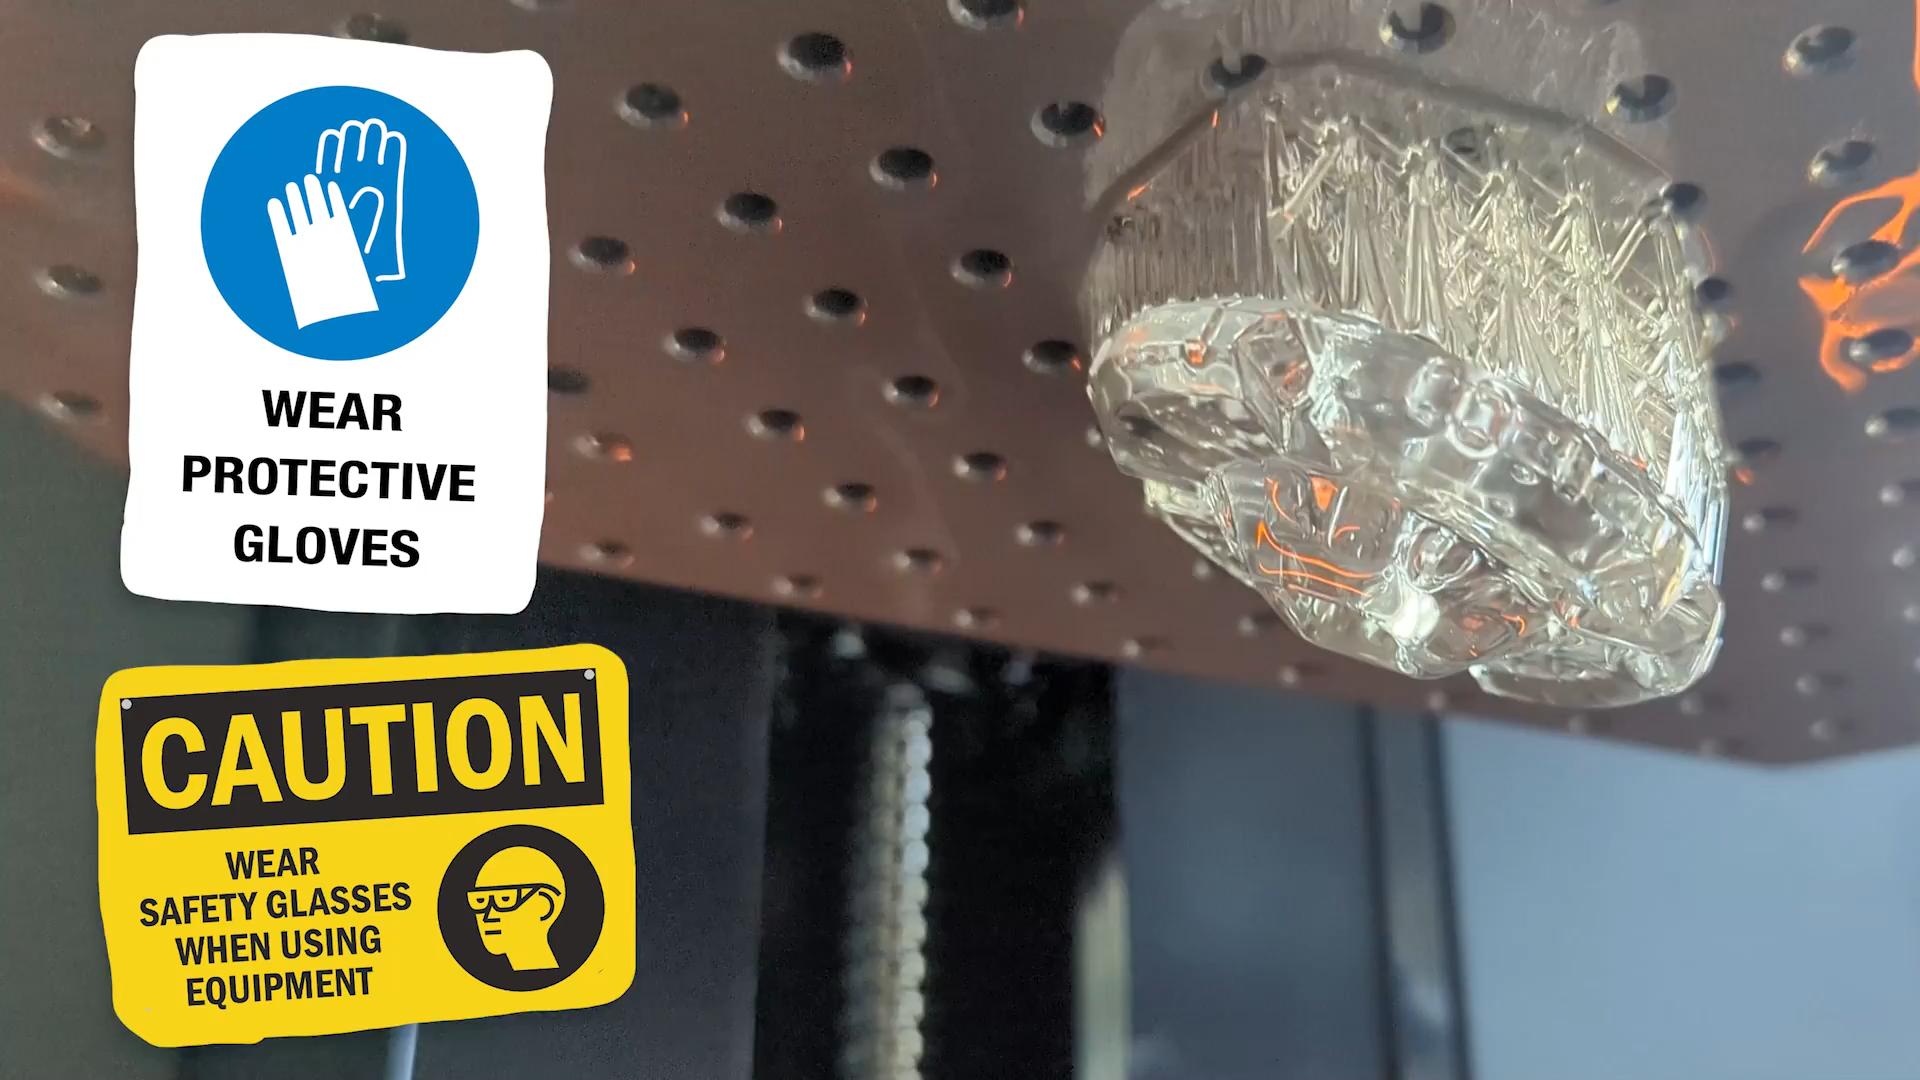 WEAR
PROTECTIVE
GLOVES
CAUTION
WEAR
SAFETY GLASSES
WHEN USING
EQUIPMENT